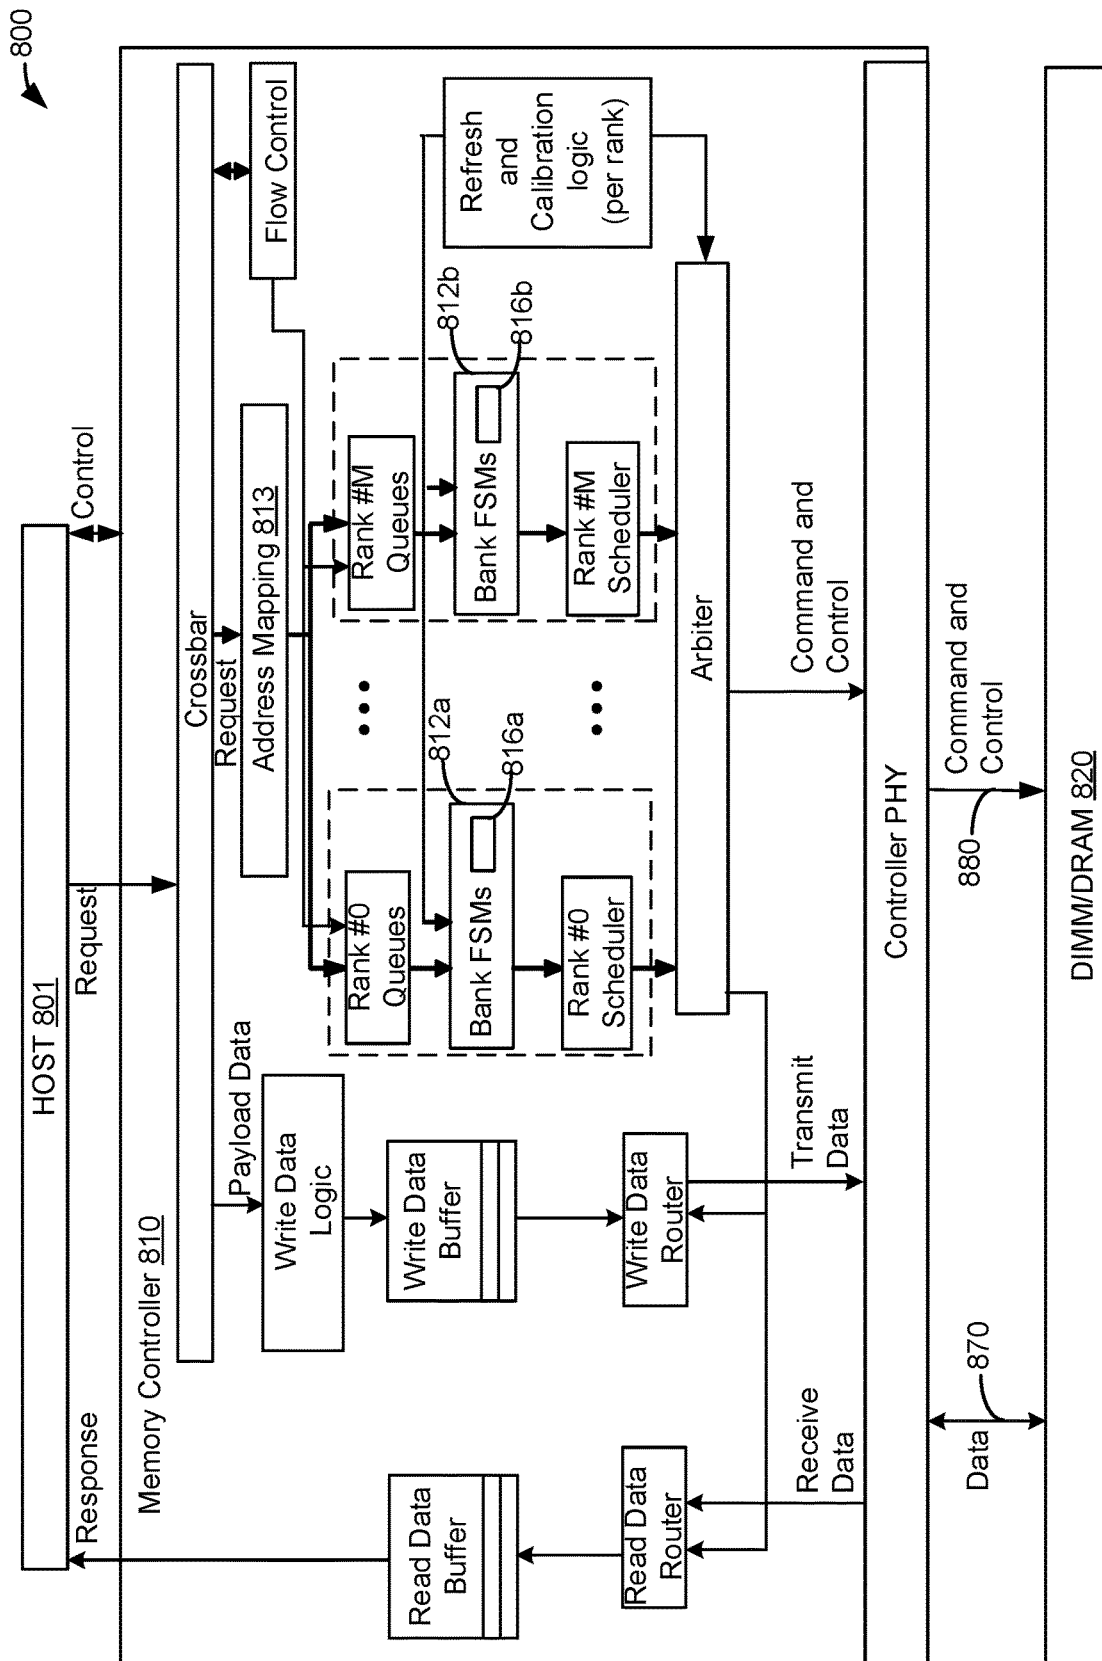 800
HOST 801
Response
Request
Control
Memory Controller 810
Crossbar
Request
Payload Data
Address Mapping 813
Flow Control
Write Data
Logic
Rank #0
Queues
Rank #M
Queues
Read Data
Buffer
Write Data
Buffer
812a
812b
Bank FSMs
816a
Bank FSMs
816b
Refresh
and
Calibration
logic
(per rank)
Rank #0
Scheduler
Rank #M
Scheduler
Read Data
Router
Write Data
Router
Arbiter
Receive
Data
Transmit
Data
Command and
Control
Controller PHY
Data
870
880
Command and
Control
DIMM/DRAM 820